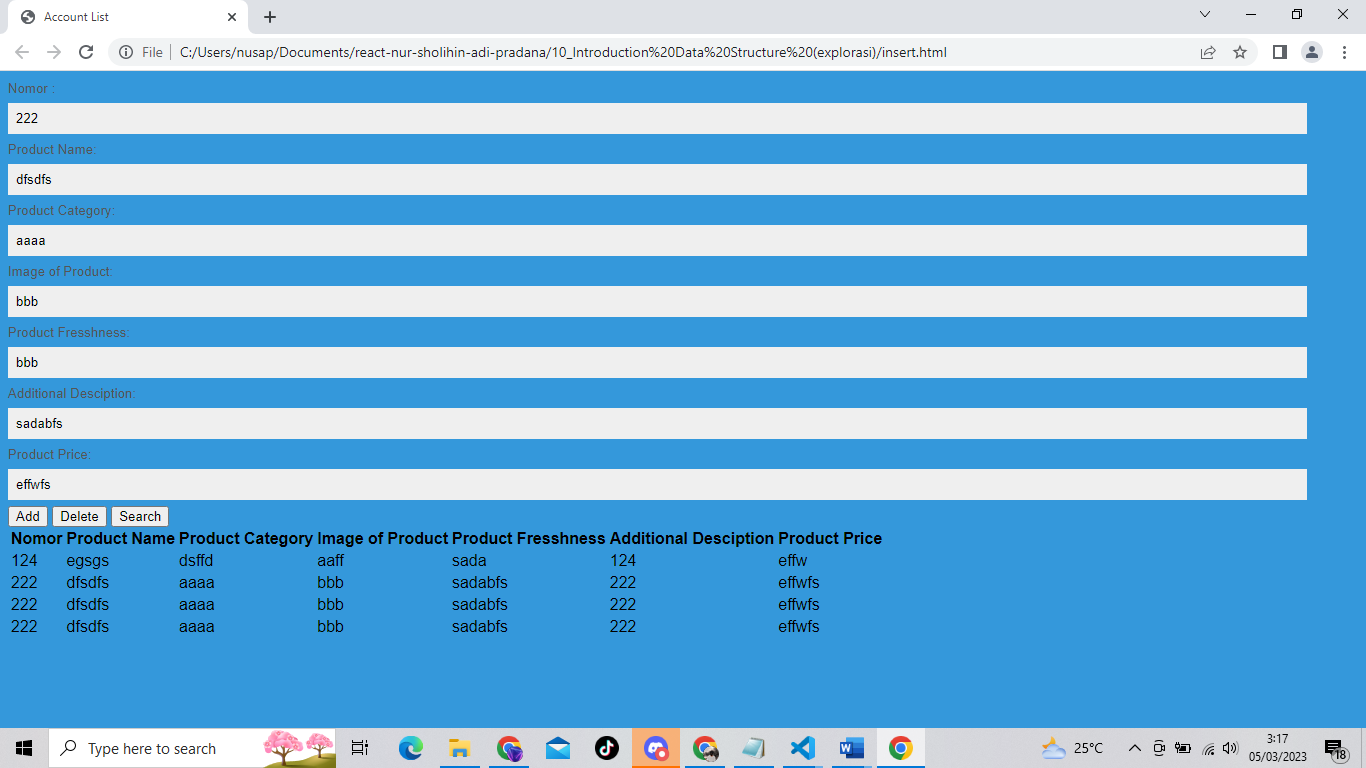 Account List
File
C:/Users/nusap/Documents/react-nur-sholihin-adi-pradana/10_Introduction%20Data%20Structure%20(explorasi)/insert.html
Nomor :
222
Product Name:
dfsdfs
Product Category:
aaaa
Image of Product:
bbb
Product Fresshness:
bbb
Additional Desciption:
sadabfs
Product Price:
effwfs
Add Delete Search
Nomor Product Name Product Category Image of Product Product Fresshness Additional Desciption Product Price
124 egsgs dsffd aaff sada 124 effw
222 dfsdfs aaaa bbb sadabfs 222 effwfs
222 dfsdfs aaaa bbb sadabfs 222 effwfs
222 dfsdfs aaaa bbb sadabfs 222 effwfs
Type here to search
25°C
3:17
05/03/2023
18